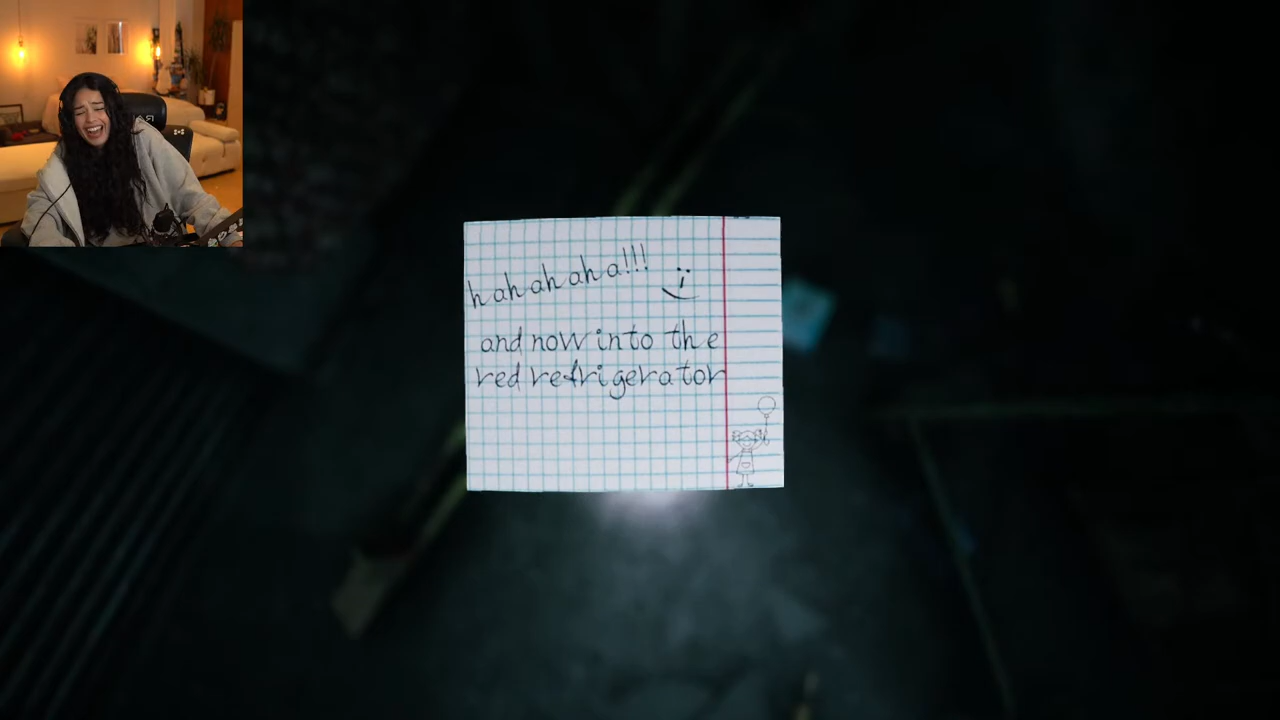 hahahaha!!! :)
and now into the
red refrigerator